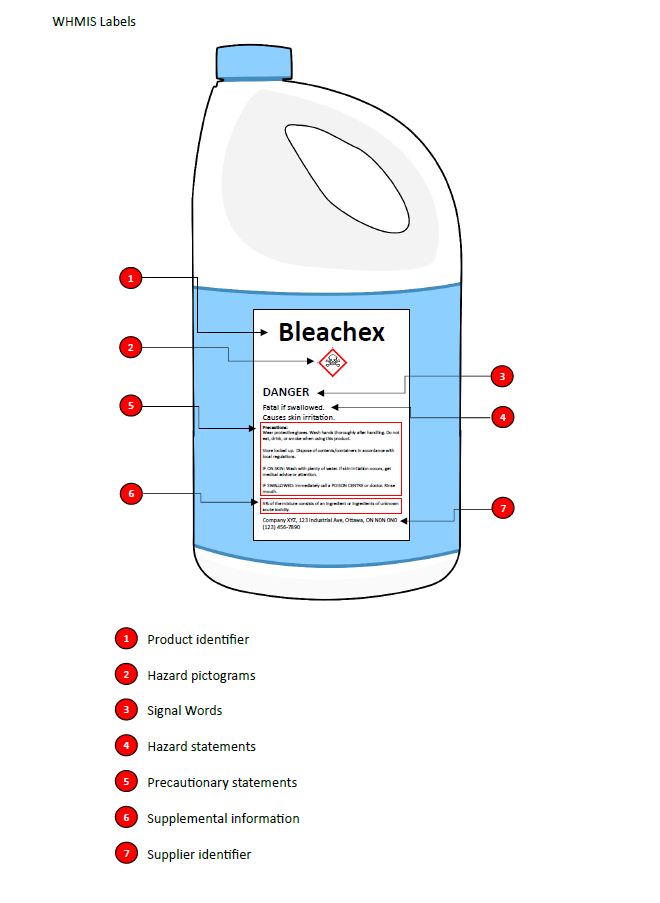 WHMIS Labels
1
Bleachex
2
3
DANGER
5
Fatal if swallowed.
4
Causes skin irritation.
Precautions:
Wear protective gloves. Wash hands thoroughly after handling. Do not
eat, drink, or smoke when using this product.
Store locked up. Dispose of contents/containers in accordance with
local regulations.
IF ON SKIN: Wash with plenty of water. If skin irritation occurs, get
medical advice or attention.
IF SWALLOWED: Immediately call a POISON CENTRE or doctor. Rinse
mouth.
6
5% of the mixture consists of an ingredient or ingredients of unknown
acute toxicity.
7
Company XYZ, 123 Industrial Ave, Ottawa, ON N0N 0N0
(123) 456-7890
1 Product identifier
2 Hazard pictograms
3 Signal Words
4 Hazard statements
5 Precautionary statements
6 Supplemental information
7 Supplier identifier